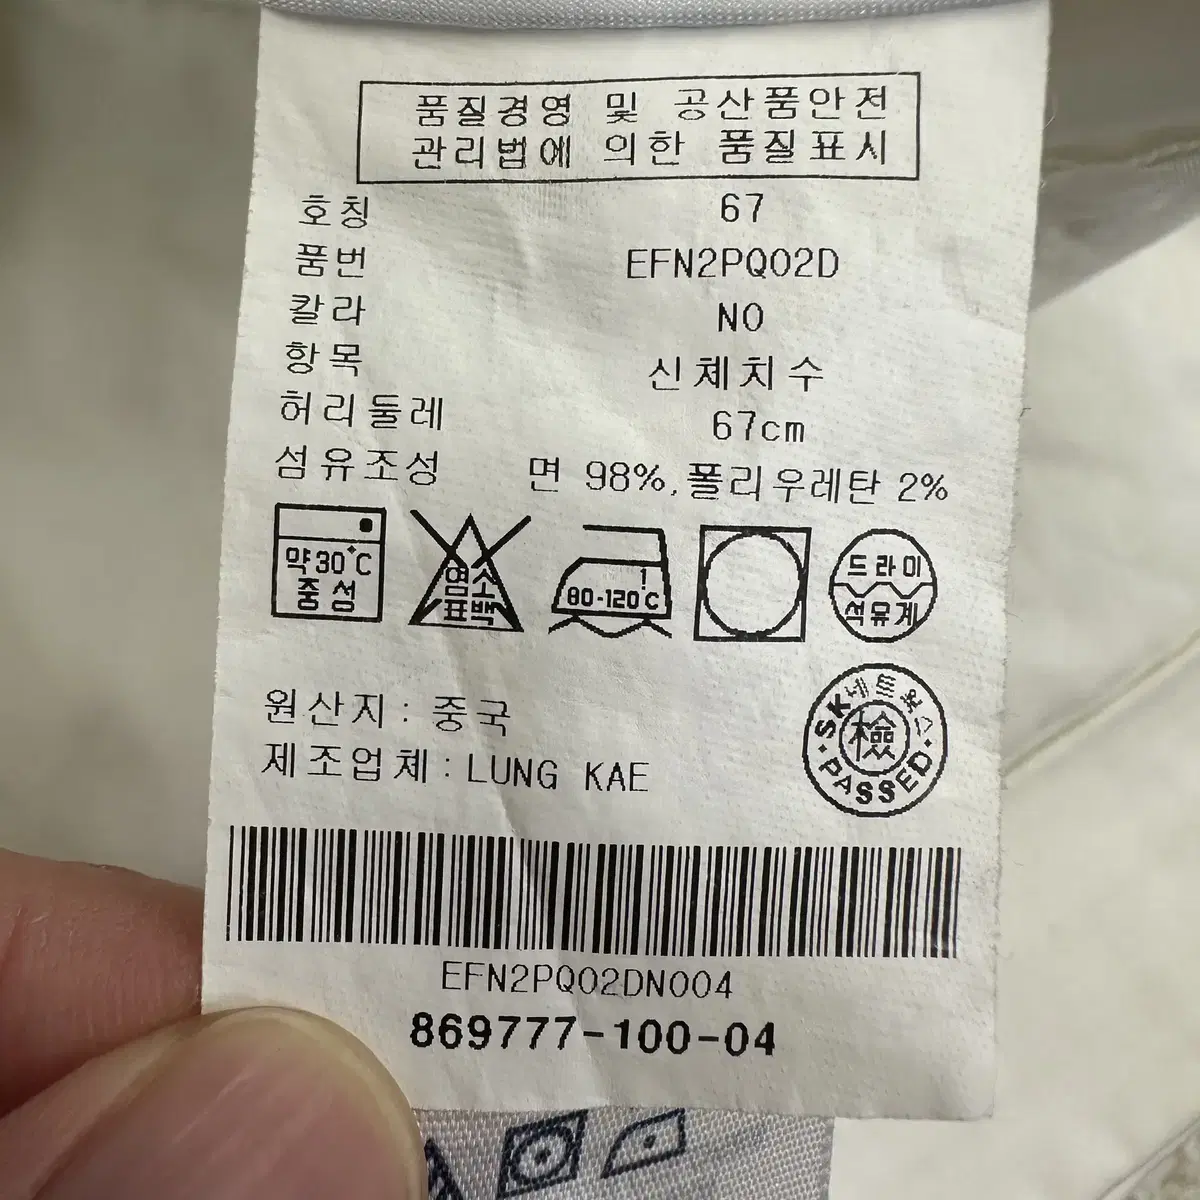 품질경영 및 공산품안전
관리법에 의한 품질표시
호칭 67
품번 EFN2PQ02D
칼라 NO
항목 신체치수
허리둘레 67cm
섬유조성 면 98%,폴리우레탄 2%
약30°C
중성
염소
표백
80-120°C
드라이
석유계
SK네트웍스
檢
PASSED
원산지: 중국
제조업체: LUNG KAE
EFN2PQ02DN004
869777-100-04